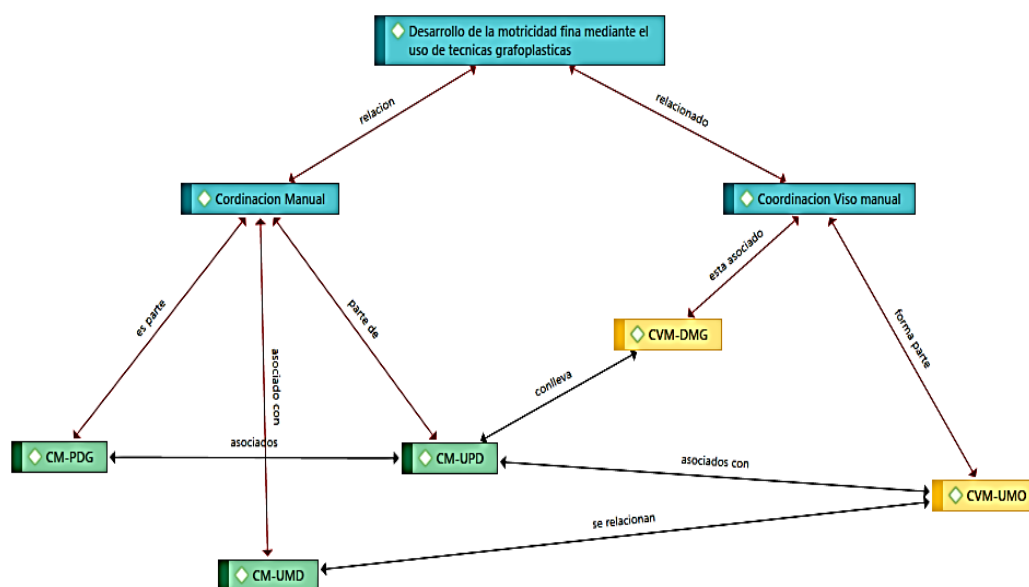 Desarrollo de la motricidad fina mediante el
uso de tecnicas grafoplasticas
relacion
relacionado
Cordinacion Manual
Coordinacion Viso manual
esta asociado
es parte
parte de
forma parte
CVM-DMG
asociado con
conlleva
asociados
CM-PDG
CM-UPD
asociados con
CVM-UMO
se relacionan
CM-UMD